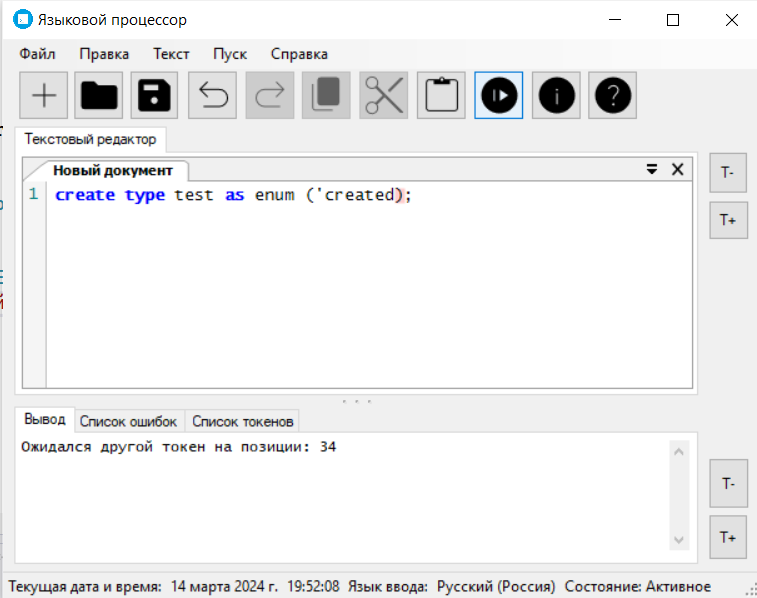 Языковой процессор
Файл Правка Текст Пуск Справка
Текстовый редактор
Новый документ
1 create type test as enum ('created);
T-
T+
Вывод Список ошибок Список токенов
Ожидался другой токен на позиции: 34
T-
T+
Текущая дата и время: 14 марта 2024 г. 19:52:08 Язык ввода: Русский (Россия) Состояние: Активное